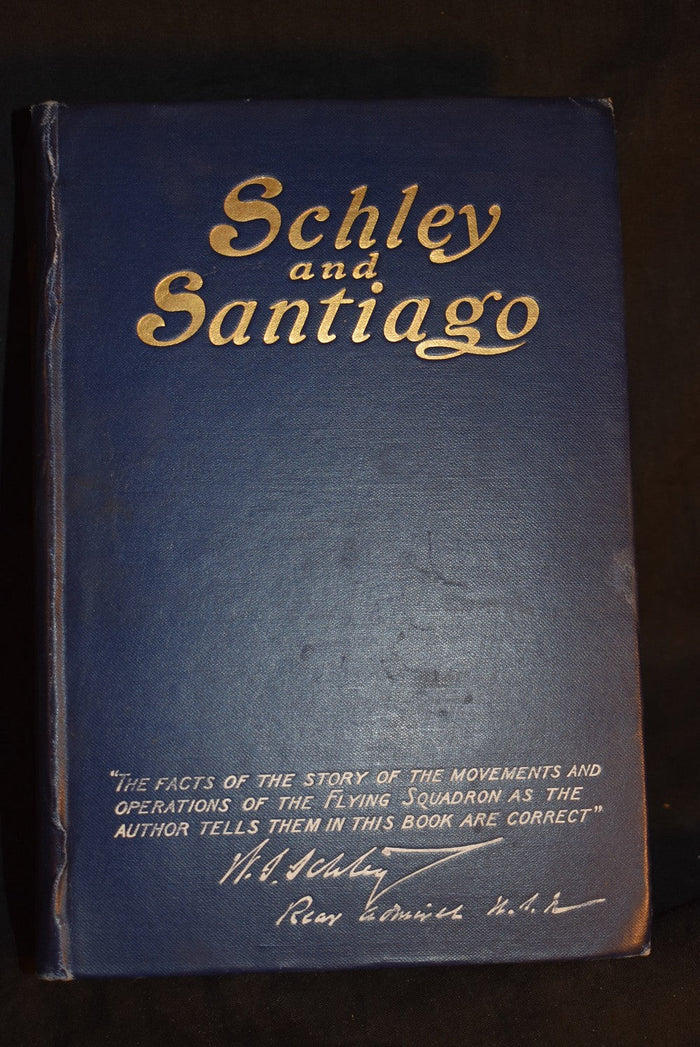 Schley
and
Santiago
"THE FACTS OF THE STORY OF THE MOVEMENTS AND
OPERATIONS OF THE FLYING SQUADRON AS THE
AUTHOR TELLS THEM IN THIS BOOK ARE CORRECT"
W. S. Schley
Rear Admiral U. S. N